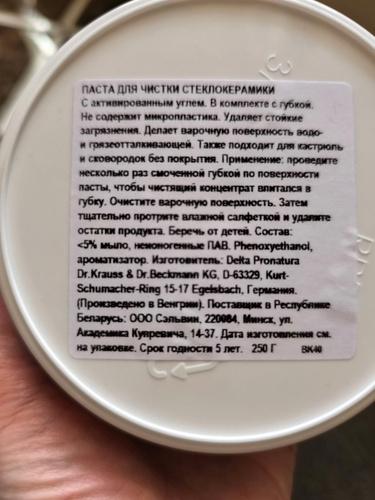 ПАСТА ДЛЯ ЧИСТКИ СТЕКЛОКЕРАМИКИ
С активированным углем. В комплекте с губкой.
Не содержит микропластика. Удаляет стойкие
загрязнения. Делает варочную поверхность водо-
и грязеотталкивающей. Также подходит для кастрюль
и сковородок без покрытия. Применение: проведите
несколько раз смоченной губкой по поверхности
пасты, чтобы чистящий концентрат впитался в
губку. Очистите варочную поверхность. Затем
тщательно протрите влажной салфеткой и удалите
остатки продукта. Беречь от детей. Состав:
<5% мыло, неионогенные ПАВ. Phenoxyethanol,
ароматизатор. Изготовитель: Delta Pronatura
Dr.Krauss & Dr.Beckmann KG, D-63329, Kurt-
Schumacher-Ring 15-17 Egelsbach, Германия.
(Произведено в Венгрии). Поставщик в Республике
Беларусь: ООО Сэльвин, 220084, Минск, ул.
Академика Купревича, 14-37. Дата изготовления см.
на упаковке. Срок годности 5 лет. 250 Г ВК40